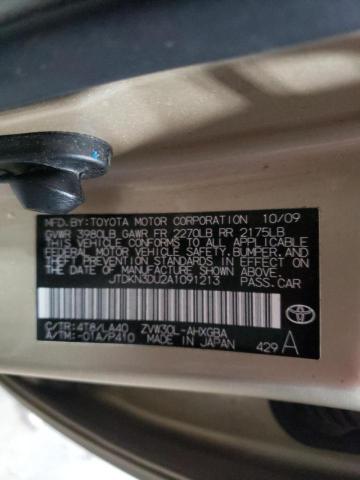 MFD.BY:TOYOTA MOTOR CORPORATION 10/09
GVWR 3980LB GAWR FR 2270LB RR 2175LB
THIS VEHICLE CONFORMS TO ALL APPLICABLE
FEDERAL MOTOR VEHICLE SAFETY,
BUMPER, AND THEFT PREVENTION STANDARDS IN EFFECT
ON THE DATE OF MANUFACTURE SHOWN ABOVE.
JTDKN3DU2A1091213 PASS.CAR
C/TR:4T8/LA40 ZVW30L-AHXGBA
A/TM:-01A/P410 MADE IN JAPAN 429 A